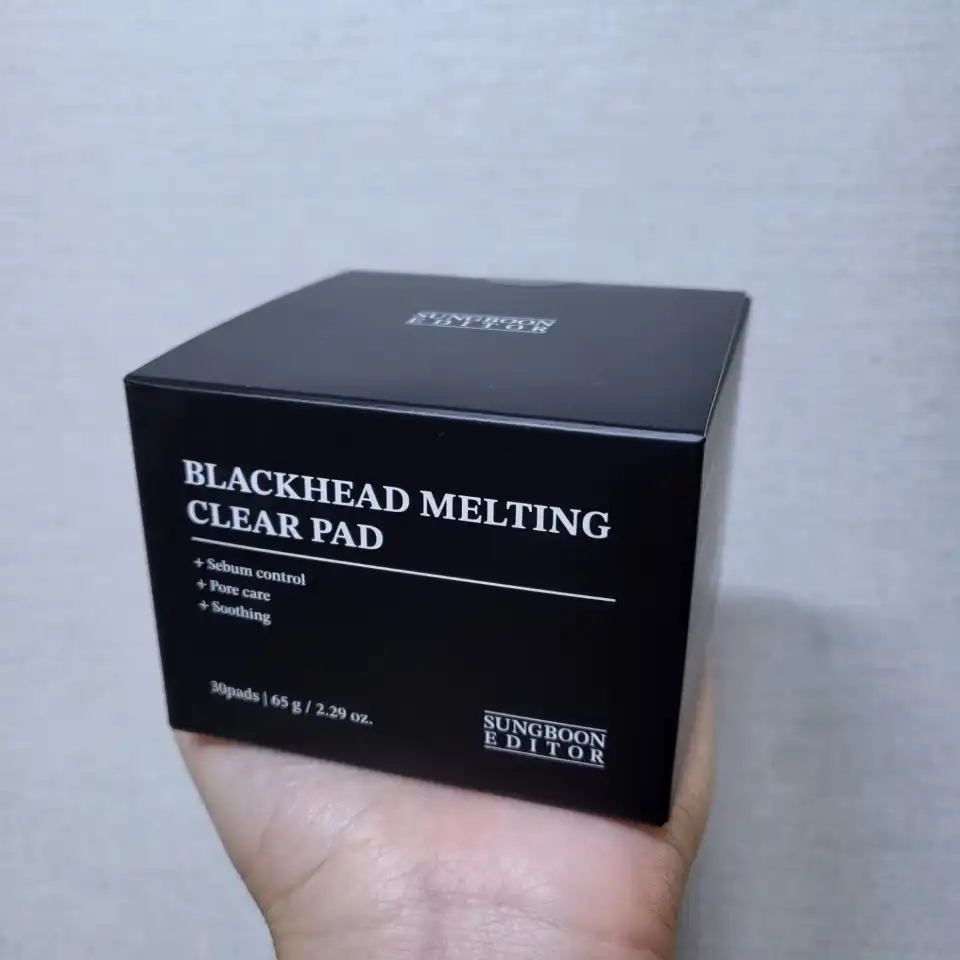 SUNGBOON
EDITOR
BLACKHEAD MELTING
CLEAR PAD
+ Sebum control
+ Pore care
+ Soothing
30pads | 65 g / 2.29 oz.
SUNGBOON
EDITOR